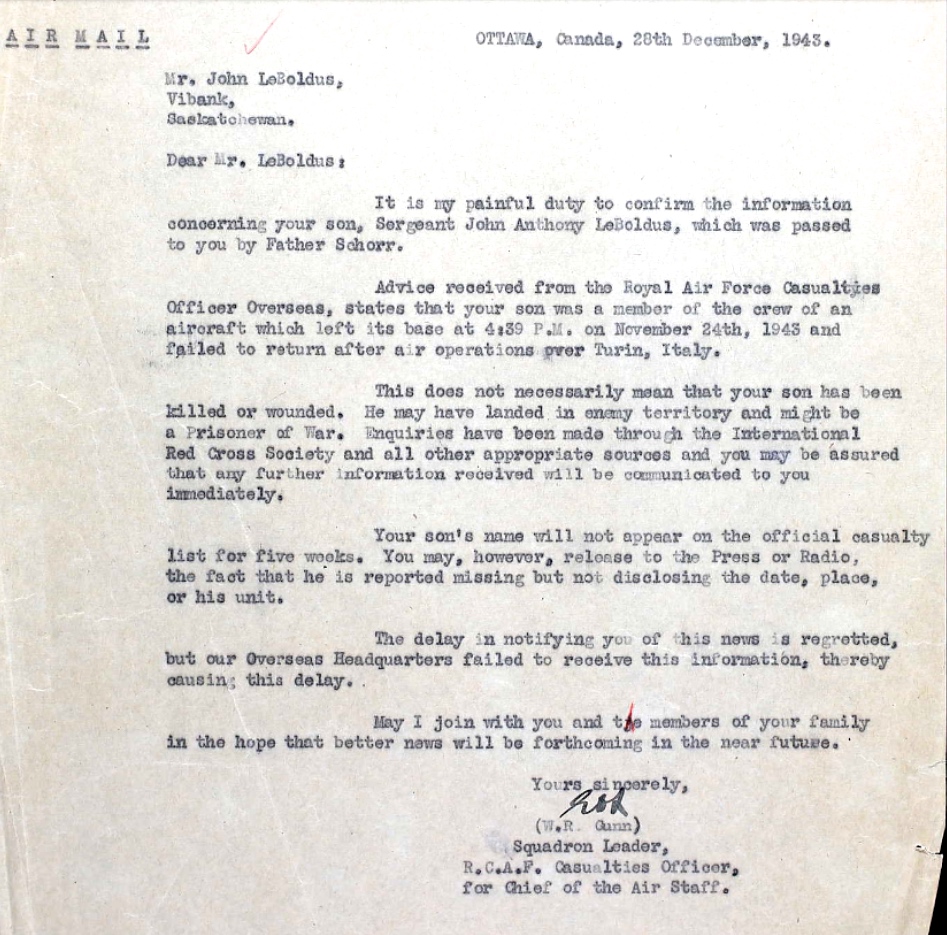 AIR MAIL
OTTAWA, Canada, 28th December, 1943.
Mr. John LeBoldus,
Vibank,
Saskatchewan.
Dear Mr. LeBoldus:
It is my painful duty to confirm the information
concerning your son, Sergeant John Anthony LeBoldus, which was passed
to you by Father Schorr.
Advice received from the Royal Air Force Casualties
Officer Overseas, states that your son was a member of the crew of an
aircraft which left its base at 4:39 P.M. on November 24th, 1943 and
failed to return after air operations over Turin, Italy.
This does not necessarily mean that your son has been
killed or wounded. He may have landed in enemy territory and might be
a Prisoner of War. Enquiries have been made through the International
Red Cross Society and all other appropriate sources and you may be assured
that any further information received will be communicated to you
immediately.
Your son's name will not appear on the official casualty
list for five weeks. You may, however, release to the Press or Radio,
the fact that he is reported missing but not disclosing the date, place,
or his unit.
The delay in notifying you of this news is regretted,
but our Overseas Headquarters failed to receive this information, thereby
causing this delay.
May I join with you and the members of your family
in the hope that better news will be forthcoming in the near future.
Yours sincerely,
(W.R. Gunn)
Squadron Leader,
R.C.A.F. Casualties Officer,
for Chief of the Air Staff.